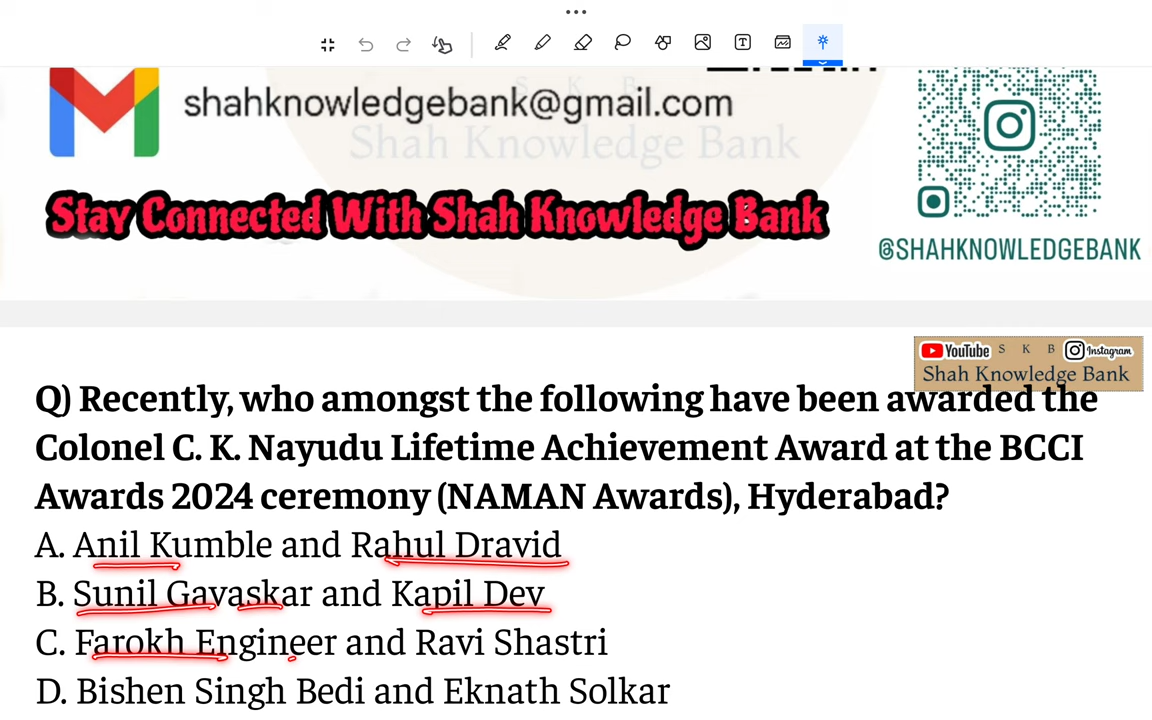 shahknowledgebank@gmail.com
S K B
Shah Knowledge Bank
Stay Connected With Shah Knowledge Bank
@SHAHKNOWLEDGEBANK
YouTube S K B Instagram
Shah Knowledge Bank
Q) Recently, who amongst the following have been awarded the
Colonel C. K. Nayudu Lifetime Achievement Award at the BCCI
Awards 2024 ceremony (NAMAN Awards), Hyderabad?
A. Anil Kumble and Rahul Dravid
B. Sunil Gavaskar and Kapil Dev
C. Farokh Engineer and Ravi Shastri
D. Bishen Singh Bedi and Eknath Solkar